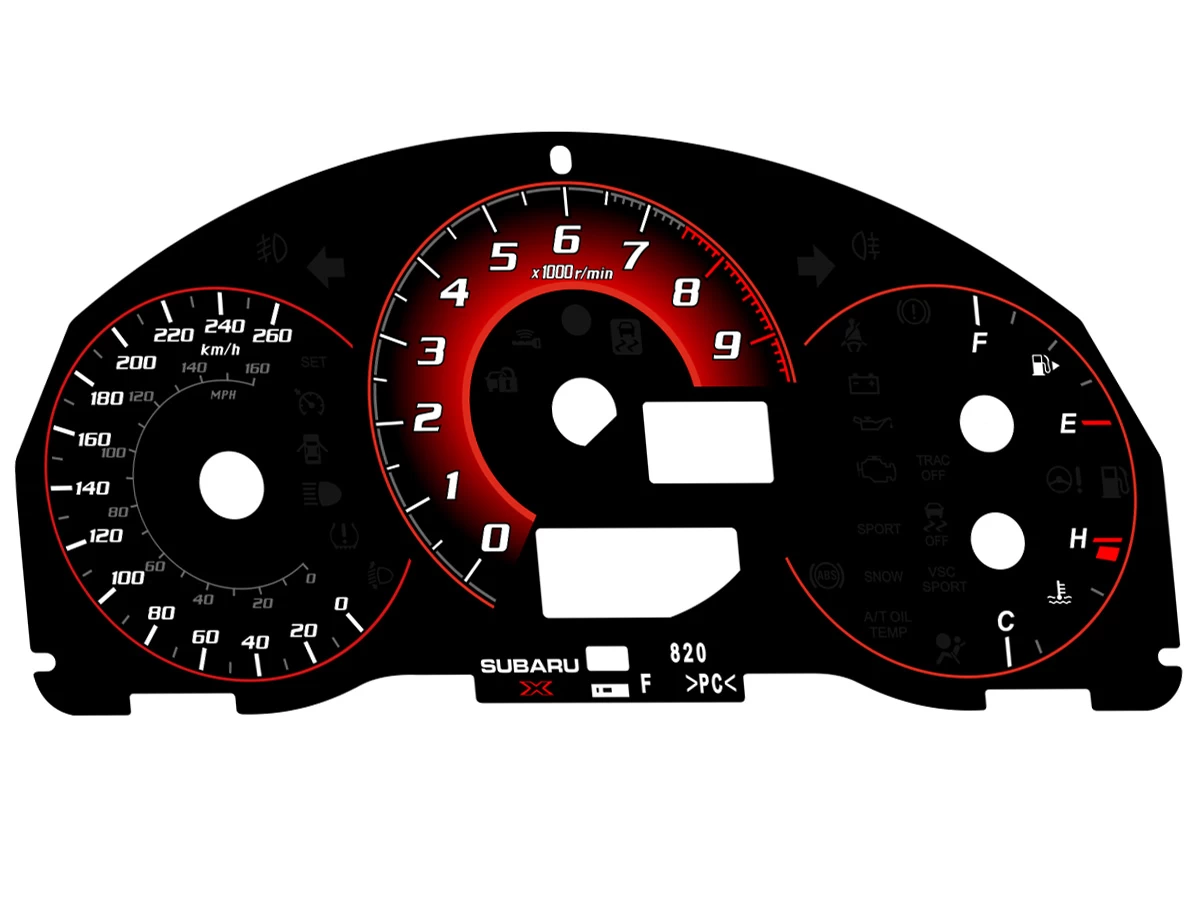 0
1
2
3
4
5
6
7
8
9
x1000r/min
0
20
40
60
80
100
120
140
160
180
200
220
240
260
km/h
0
20
40
60
80
100
120
140
160
MPH
SET
F
E
H
C
TRAC
OFF
SPORT
OFF
ABS
SNOW
VSC
SPORT
A/T OIL
TEMP
SUBARU
X
820
F
>PC<